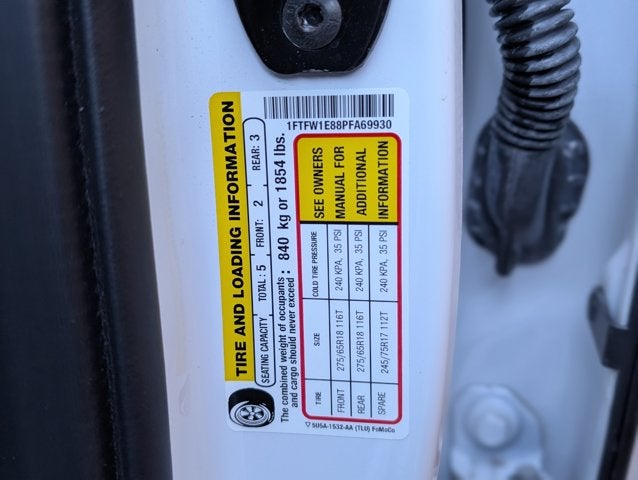 1FTFW1E88PFA69930
TIRE AND LOADING INFORMATION
SEATING CAPACITY TOTAL: 5 FRONT: 2 REAR: 3
The combined weight of occupants : 840 kg or 1854 lbs.
and cargo should never exceed :
TIRE SIZE COLD TIRE PRESSURE SEE OWNERS
FRONT 275/65R18 116T 240 KPA, 35 PSI MANUAL FOR
REAR 275/65R18 116T 240 KPA, 35 PSI ADDITIONAL
SPARE 245/75R17 112T 240 KPA, 35 PSI INFORMATION
▽ 5U5A-1532-AA (TLU) FoMoCo